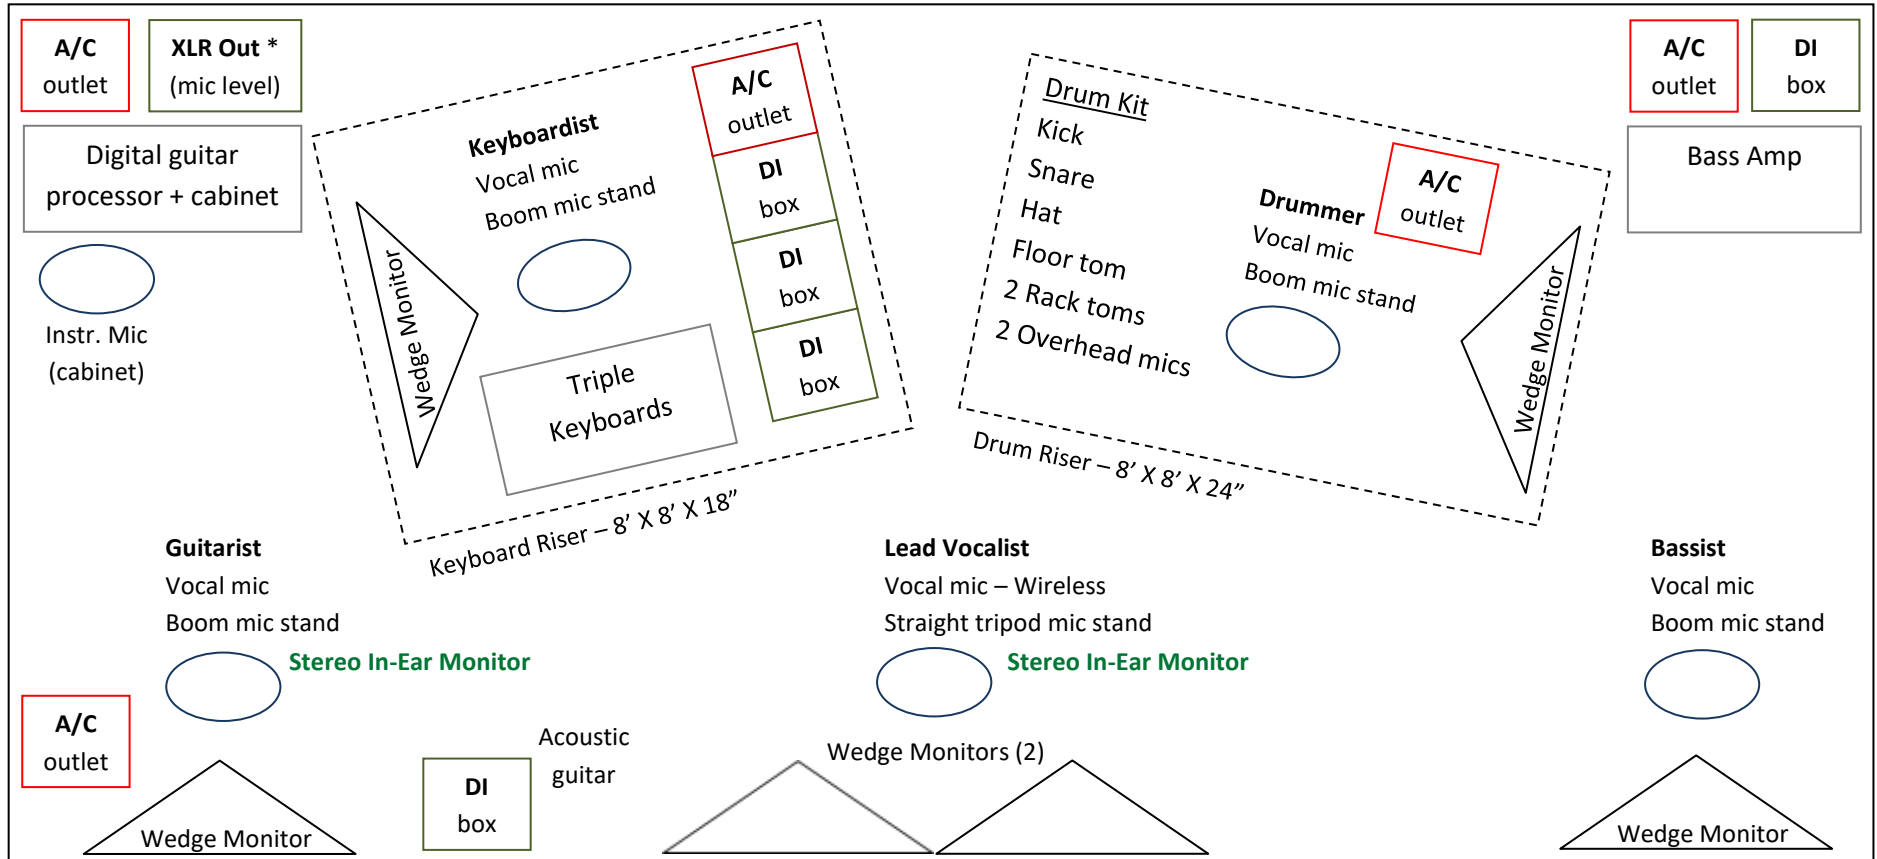 A/C
outlet
XLR Out *
(mic level)
Digital guitar
processor + cabinet
Instr. Mic
(cabinet)
Keyboardist
Vocal mic
Boom mic stand
Wedge Monitor
A/C
outlet
DI
box
DI
box
DI
box
Triple
Keyboards
Keyboard Riser – 8’ X 8’ X 18”
Drum Kit
Kick
Snare
Hat
Floor tom
2 Rack toms
2 Overhead mics
Drummer
Vocal mic
Boom mic stand
A/C
outlet
Wedge Monitor
Drum Riser – 8’ X 8’ X 24”
A/C
outlet
DI
box
Bass Amp
Guitarist
Vocal mic
Boom mic stand
Stereo In-Ear Monitor
A/C
outlet
Wedge Monitor
DI
box
Acoustic
guitar
Lead Vocalist
Vocal mic – Wireless
Straight tripod mic stand
Stereo In-Ear Monitor
Wedge Monitors (2)
Bassist
Vocal mic
Boom mic stand
Wedge Monitor